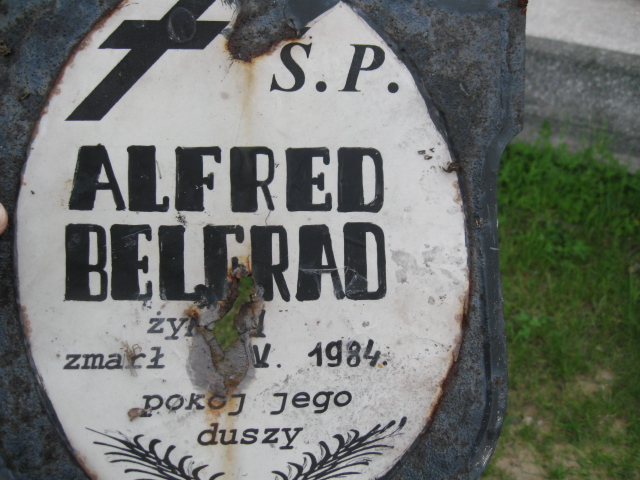 Ś.P.
ALFRED
BELGRAD
zmarł V. 1984.
pokój jego
duszy